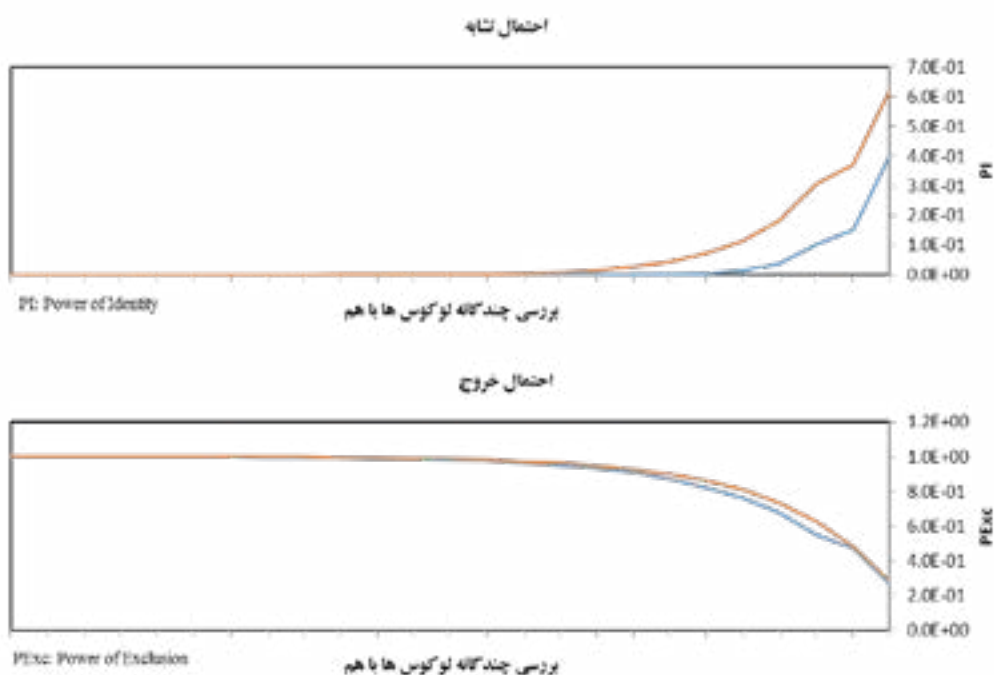 احتمال تشابه
7.0E-01
6.0E-01
5.0E-01
4.0E-01
3.0E-01
2.0E-01
1.0E-01
0.0E+00
PI
PI: Power of Identity
بررسی چندگانه لوکوس ها با هم
احتمال خروج
1.2E+00
1.0E+00
8.0E-01
6.0E-01
4.0E-01
2.0E-01
0.0E+00
PExc
PExc: Power of Exclusion
بررسی چندگانه لوکوس ها با هم